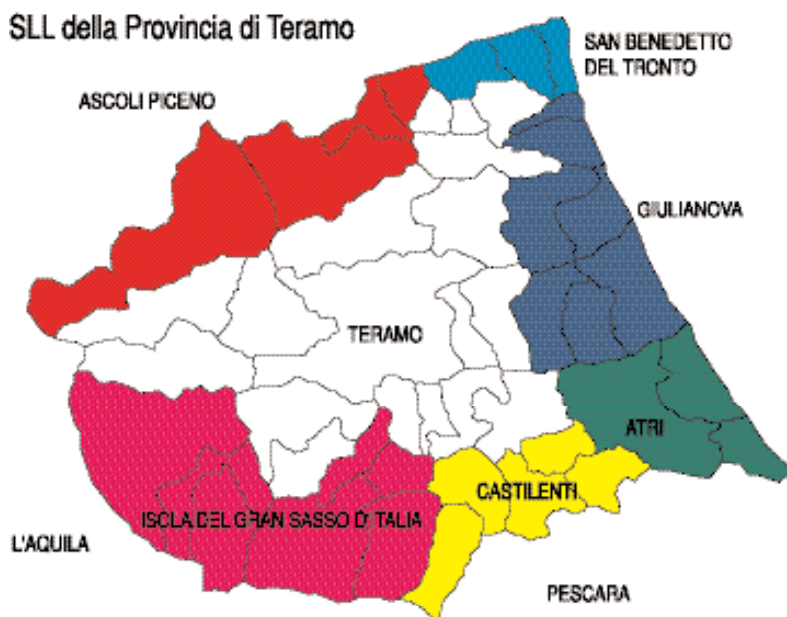 SLL della Provincia di Teramo
SAN BENEDETTO
DEL TRONTO
ASCOLI PICENO
GIULIANOVA
TERAMO
ATRI
CASTILENTI
ISOLA DEL GRAN SASSO D'ITALIA
L'AQUILA
PESCARA